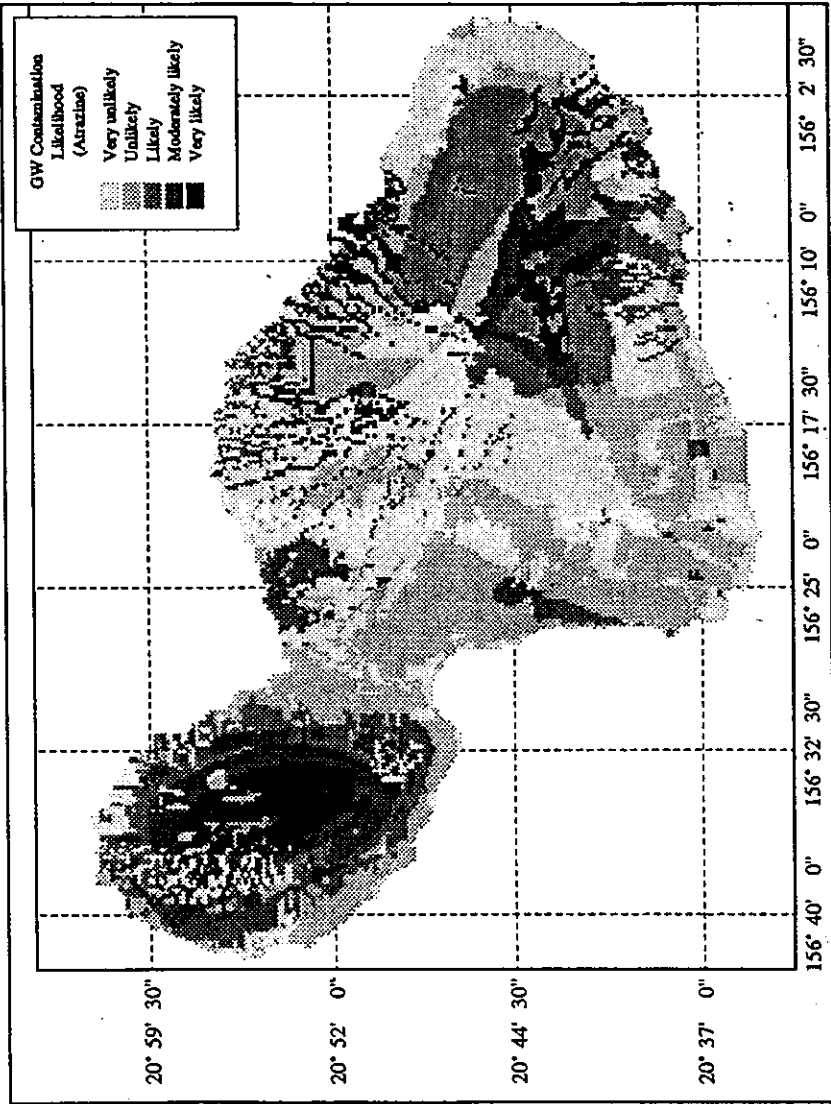 GW Contamination
Likelihood
(Atrazine)
Very unlikely
Unlikely
Likely
Moderately likely
Very likely
20° 59' 30"
20° 52' 0"
20° 44' 30"
20° 37' 0"
156° 40' 0"
156° 32' 30"
156° 25' 0"
156° 17' 30"
156° 10' 0"
156° 2' 30"